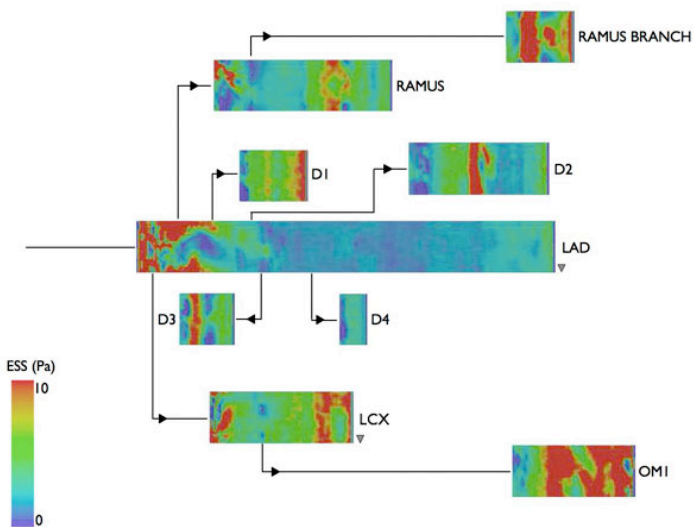 RAMUS BRANCH
RAMUS
D1
D2
LAD
D3
D4
ESS (Pa)
10
0
LCX
OM1